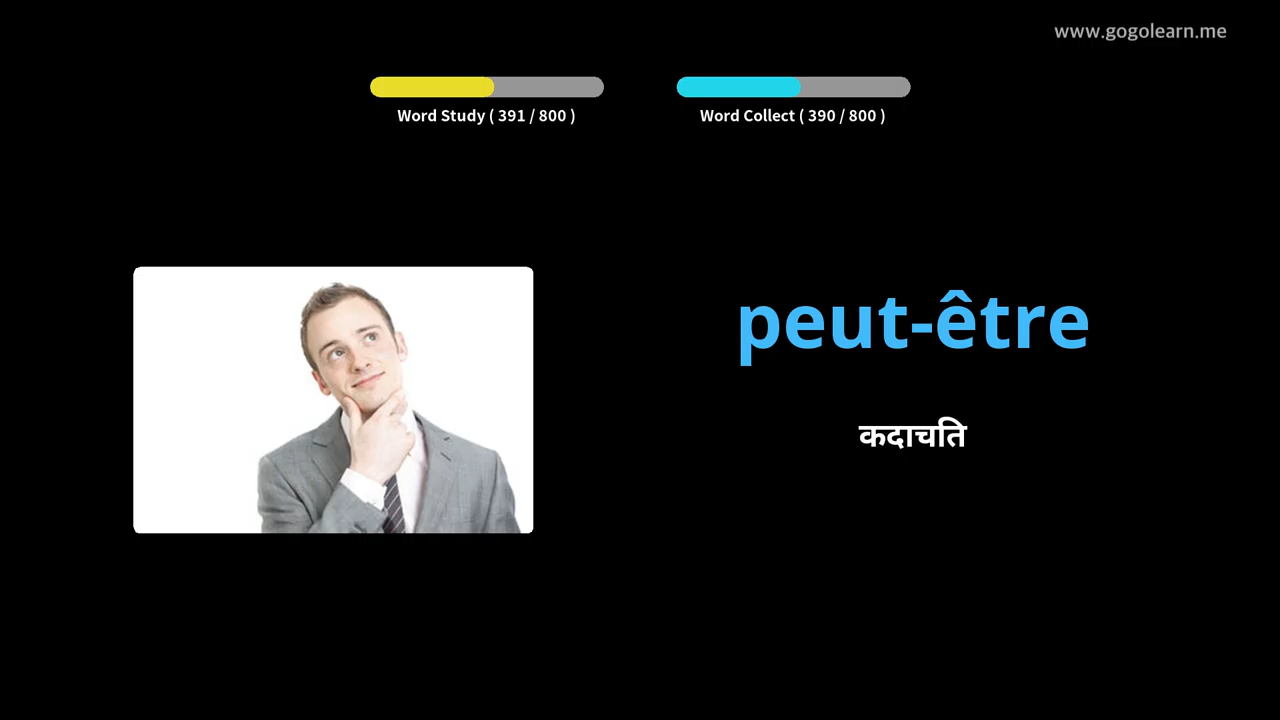 www.gogolearn.me
Word Study ( 391 / 800 )
Word Collect ( 390 / 800 )
peut-être
कदाचति